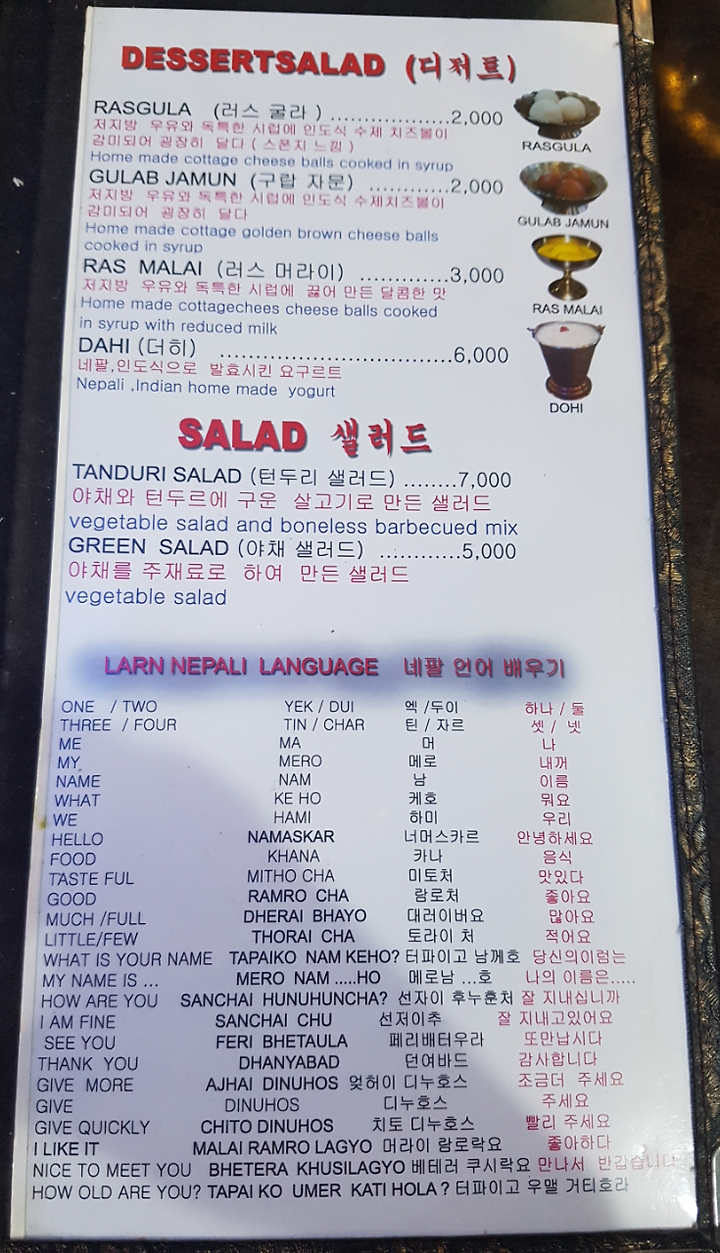 DESSERTSALAD (디저트)
RASGULA (러스 굴라 ) ..................2,000
저지방 우유와 독특한 시럽에 인도식 수제 치즈볼이
감미되어 굉장히 달다 ( 스폰지 느낌 )
Home made cottage cheese balls cooked in syrup
RASGULA
GULAB JAMUN (구랍 자문) ............2,000
저지방 우유와 독특한 시럽에 인도식 수제치즈볼이
감미되어 굉장히 달다
Home made cottage golden brown cheese balls
cooked in syrup
GULAB JAMUN
RAS MALAI (러스 머라이) ............3,000
저지방 우유와 독특한 시럽에 끓어 만든 달콤한 맛
Home made cottagechees cheese balls cooked
in syrup with reduced milk
RAS MALAI
DAHI (더히) ...............................6,000
네팔,인도식으로 발효시킨 요구르트
Nepali ,Indian home made yogurt
DOHI
SALAD 샐러드
TANDURI SALAD (턴두리 샐러드) ........7,000
야채와 턴두르에 구운 살고기로 만든 샐러드
vegetable salad and boneless barbecued mix
GREEN SALAD (야채 샐러드) ............5,000
야채를 주재료로 하여 만든 샐러드
vegetable salad
LARN NEPALI LANGUAGE 네팔 언어 배우기
ONE / TWO YEK / DUI 엑 /두이 하나 / 둘
THREE / FOUR TIN / CHAR 틴 / 자르 셋 / 넷
ME MA 머 나
MY MERO 메로 내꺼
NAME NAM 남 이름
WHAT KE HO 케호 뭐요
WE HAMI 하미 우리
HELLO NAMASKAR 너머스카르 안녕하세요
FOOD KHANA 카나 음식
TASTE FUL MITHO CHA 미토처 맛있다
GOOD RAMRO CHA 람로처 좋아요
MUCH /FULL DHERAI BHAYO 대러이버요 많아요
LITTLE/FEW THORAI CHA 토라이 처 적어요
WHAT IS YOUR NAME TAPAIKO NAM KEHO? 터파이고 남께호 당신의이럼는
MY NAME IS ... MERO NAM .....HO 메로남 ...호 나의 이름은.....
HOW ARE YOU SANCHAI HUNUHUNCHA? 선자이 후누훈처 잘 지내십니까
I AM FINE SANCHAI CHU 선저이추 잘 지내고있어요
SEE YOU FERI BHETAULA 페리배터우라 또만납시다
THANK YOU DHANYABAD 던여바드 감사합니다
GIVE MORE AJHAI DINUHOS 엊허이 디누호스 조금더 주세요
GIVE DINUHOS 디누호스 주세요
GIVE QUICKLY CHITO DINUHOS 치토 디누호스 빨리 주세요
I LIKE IT MALAI RAMRO LAGYO 머라이 람로락요 좋아하다
NICE TO MEET YOU BHETERA KHUSILAGYO 베테러 쿠시락요 만나서 반갑습니다
HOW OLD ARE YOU? TAPAI KO UMER KATI HOLA ? 터파이고 우맬 거티호라